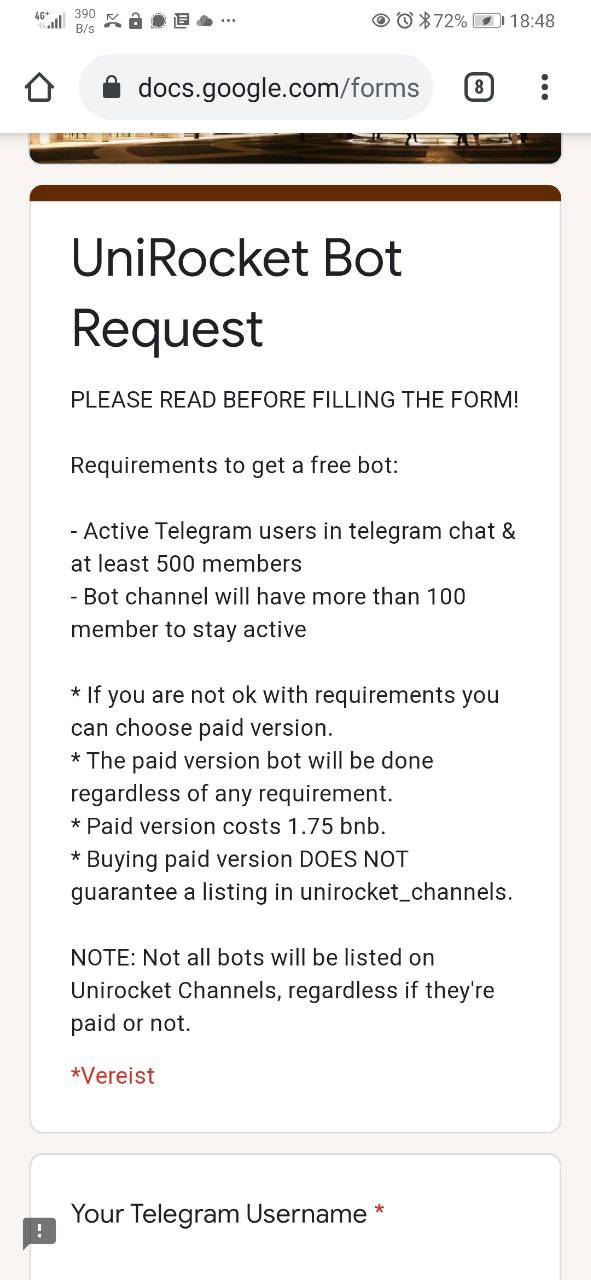 4G+ 390 B/s ... 72% 18:48
docs.google.com/forms 8
UniRocket Bot
Request
PLEASE READ BEFORE FILLING THE FORM!
Requirements to get a free bot:
- Active Telegram users in telegram chat &
at least 500 members
- Bot channel will have more than 100
member to stay active
* If you are not ok with requirements you
can choose paid version.
* The paid version bot will be done
regardless of any requirement.
* Paid version costs 1.75 bnb.
* Buying paid version DOES NOT
guarantee a listing in unirocket_channels.
NOTE: Not all bots will be listed on
Unirocket Channels, regardless if they're
paid or not.
*Vereist
Your Telegram Username *